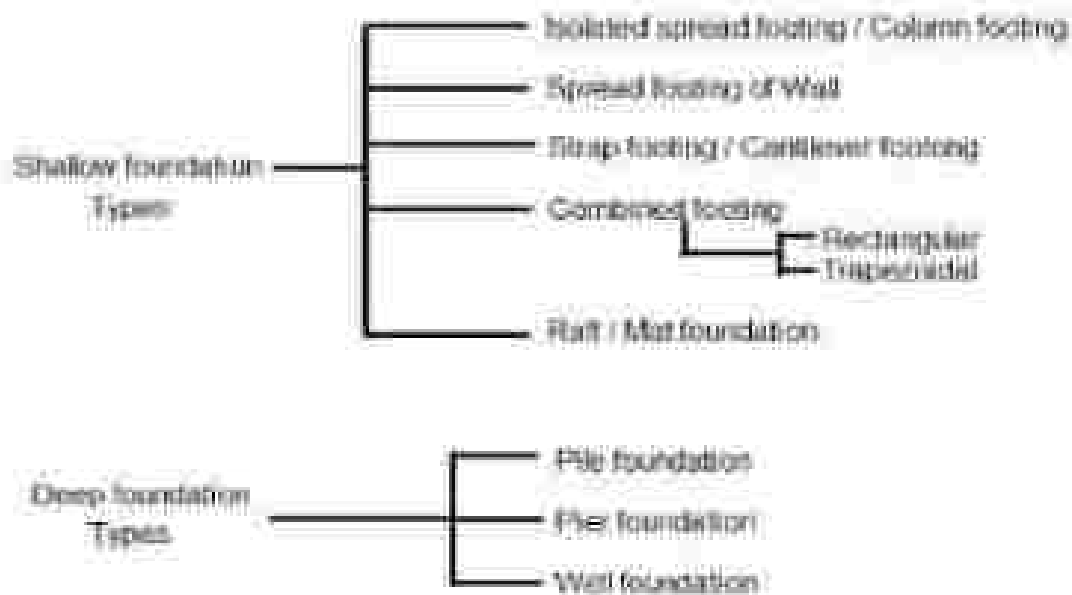 Isolated spread footing / Column footing
Spread footing of Wall
Strap footing / Cantilever footong
Shallow foundation
Types
Combined footing
Rectangular
Trapezoidal
Raft / Mat foundation
Pile foundation
Deep foundation
Types
Pier foundation
Well foundation